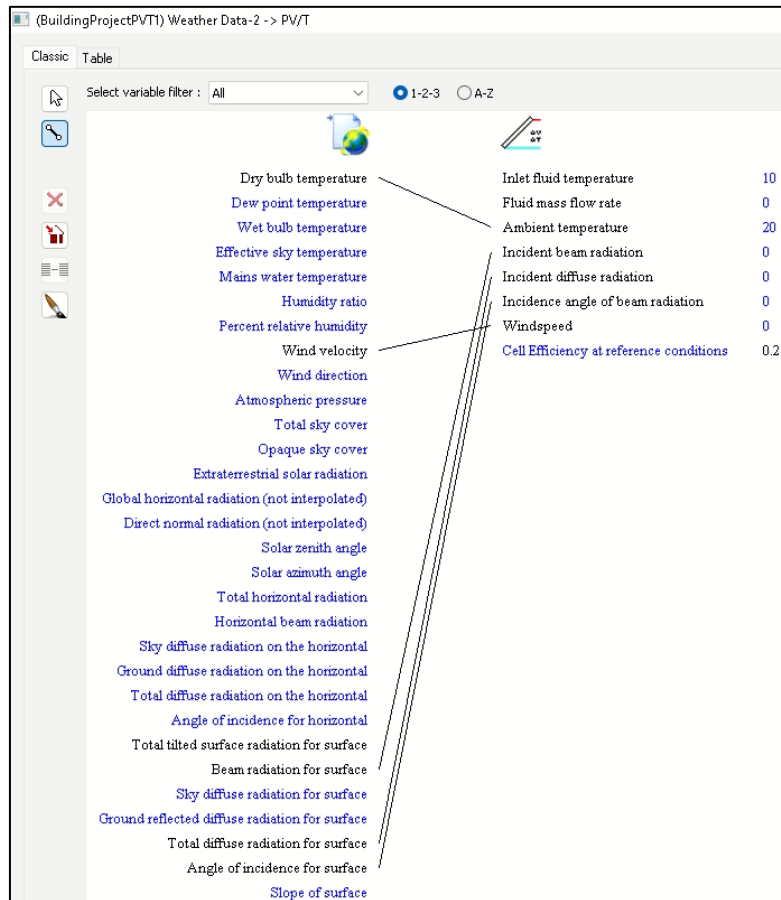 (BuildingProjectPVT1) Weather Data-2 -> PV/T
Classic Table
Select variable filter : All 1-2-3 A-Z
Dry bulb temperature Inlet fluid temperature 10
Dew point temperature Fluid mass flow rate 0
Wet bulb temperature Ambient temperature 20
Effective sky temperature Incident beam radiation 0
Mains water temperature Incident diffuse radiation 0
Humidity ratio Incidence angle of beam radiation 0
Percent relative humidity Windspeed 0
Wind velocity Cell Efficiency at reference conditions 0.2
Wind direction
Atmospheric pressure
Total sky cover
Opaque sky cover
Extraterrestrial solar radiation
Global horizontal radiation (not interpolated)
Direct normal radiation (not interpolated)
Solar zenith angle
Solar azimuth angle
Total horizontal radiation
Horizontal beam radiation
Sky diffuse radiation on the horizontal
Ground diffuse radiation on the horizontal
Total diffuse radiation on the horizontal
Angle of incidence for horizontal
Total tilted surface radiation for surface
Beam radiation for surface
Sky diffuse radiation for surface
Ground reflected diffuse radiation for surface
Total diffuse radiation for surface
Angle of incidence for surface
Slope of surface